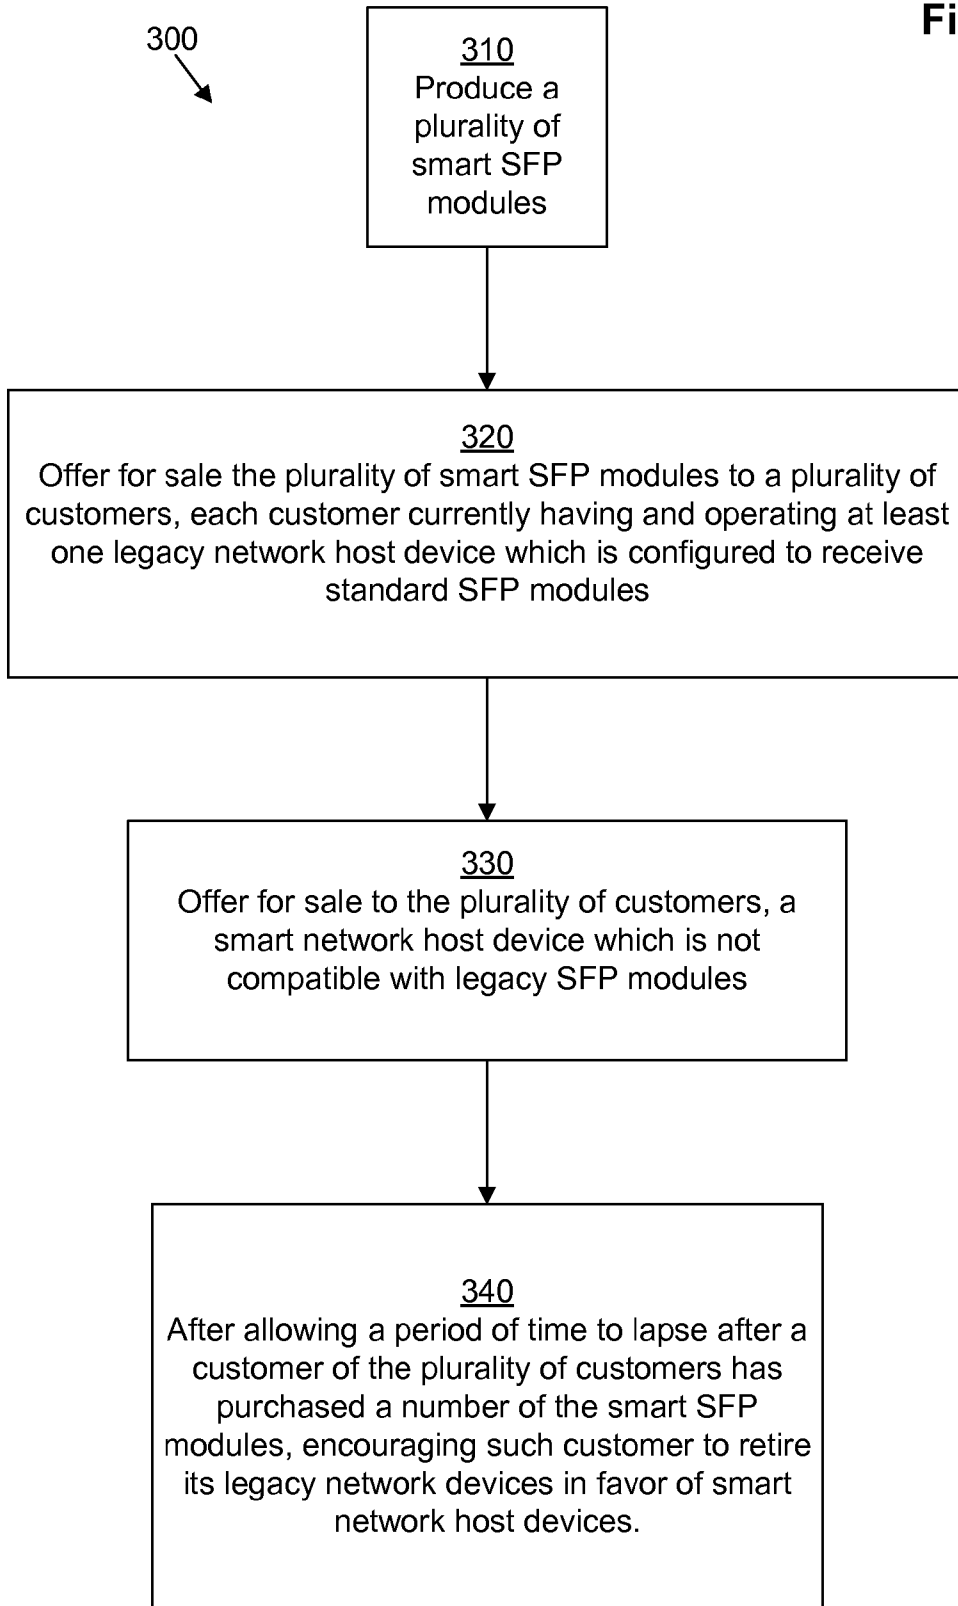 Fi
300
310
Produce a
plurality of
smart SFP
modules
320
Offer for sale the plurality of smart SFP modules to a plurality of
customers, each customer currently having and operating at least
one legacy network host device which is configured to receive
standard SFP modules
330
Offer for sale to the plurality of customers, a
smart network host device which is not
compatible with legacy SFP modules
340
After allowing a period of time to lapse after a
customer of the plurality of customers has
purchased a number of the smart SFP
modules, encouraging such customer to retire
its legacy network devices in favor of smart
network host devices.